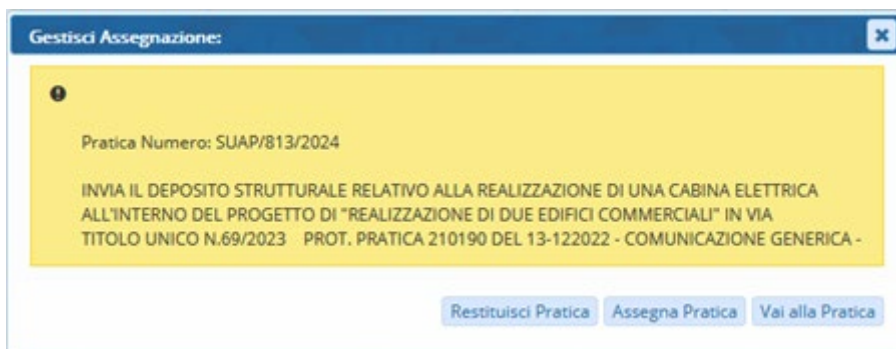 Gestisci Assegnazione:
Pratica Numero: SUAP/813/2024
INVIA IL DEPOSITO STRUTTURALE RELATIVO ALLA REALIZZAZIONE DI UNA CABINA ELETTRICA
ALL'INTERNO DEL PROGETTO DI "REALIZZAZIONE DI DUE EDIFICI COMMERCIALI" IN VIA
TITOLO UNICO N.69/2023 PROT. PRATICA 210190 DEL 13-122022 - COMUNICAZIONE GENERICA -
Restituisci Pratica Assegna Pratica Vai alla Pratica